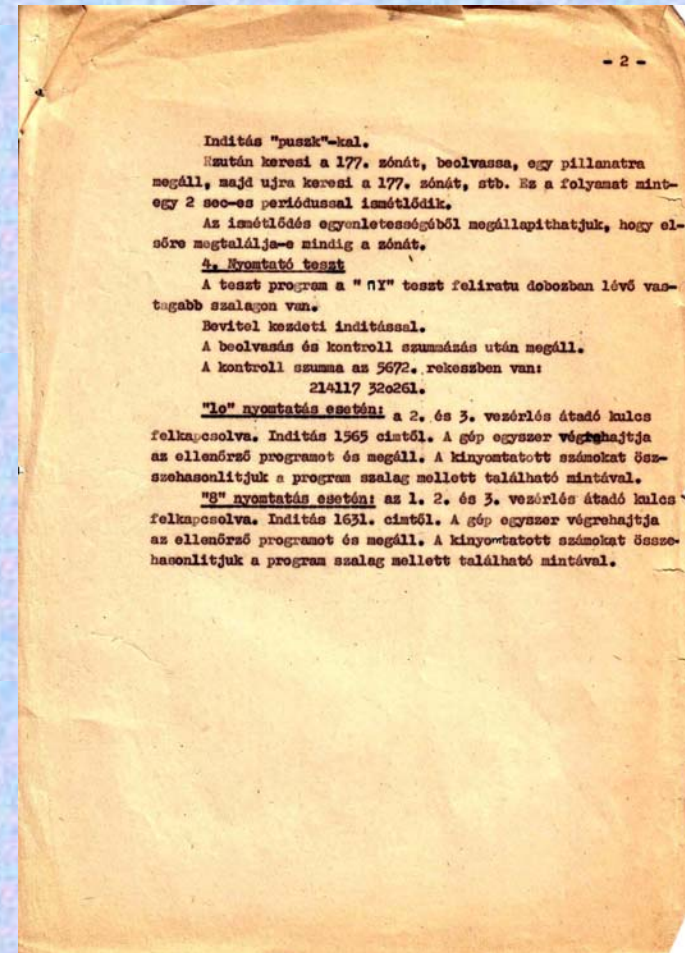 - 2 -
Inditás "puszk"-kal.
Ezután keresi a 177. zónát, beolvassa, egy pillanatra
megáll, majd ujra keresi a 177. zónát, stb. Ez a folyamat mint-
egy 2 sec-es periódussal ismétlődik.
Az ismétlődés egyenletességéből megállapithatjuk, hogy el-
sőre megtalálja-e mindig a zónát.
4. Nyomtató teszt
A teszt program a "ПУ" teszt feliratu dobozban lévő vas-
tagabb szalagon van.
Bevitel kezdeti inditással.
A beolvasás és kontroll szummázás után megáll.
A kontroll szumma az 5672. rekeszben van:
214117 32o261.
"lo" nyomtatás esetén: a 2. és 3. vezérlés átadó kulcs
felkapcsolva. Inditás 1565 cimtől. A gép egyszer végrehajtja
az ellenőrző programot és megáll. A kinyomtatott számokat ösz-
szehasonlitjuk a program szalag mellett található mintával.
"8" nyomtatás esetén: az 1. 2. és 3. vezérlés átadó kulcs
felkapcsolva. Inditás 1631. cimtől. A gép egyszer végrehajtja
az ellenőrző programot és megáll. A kinyomtatott számokat össze-
hasonlitjuk a program szalag mellett található mintával.